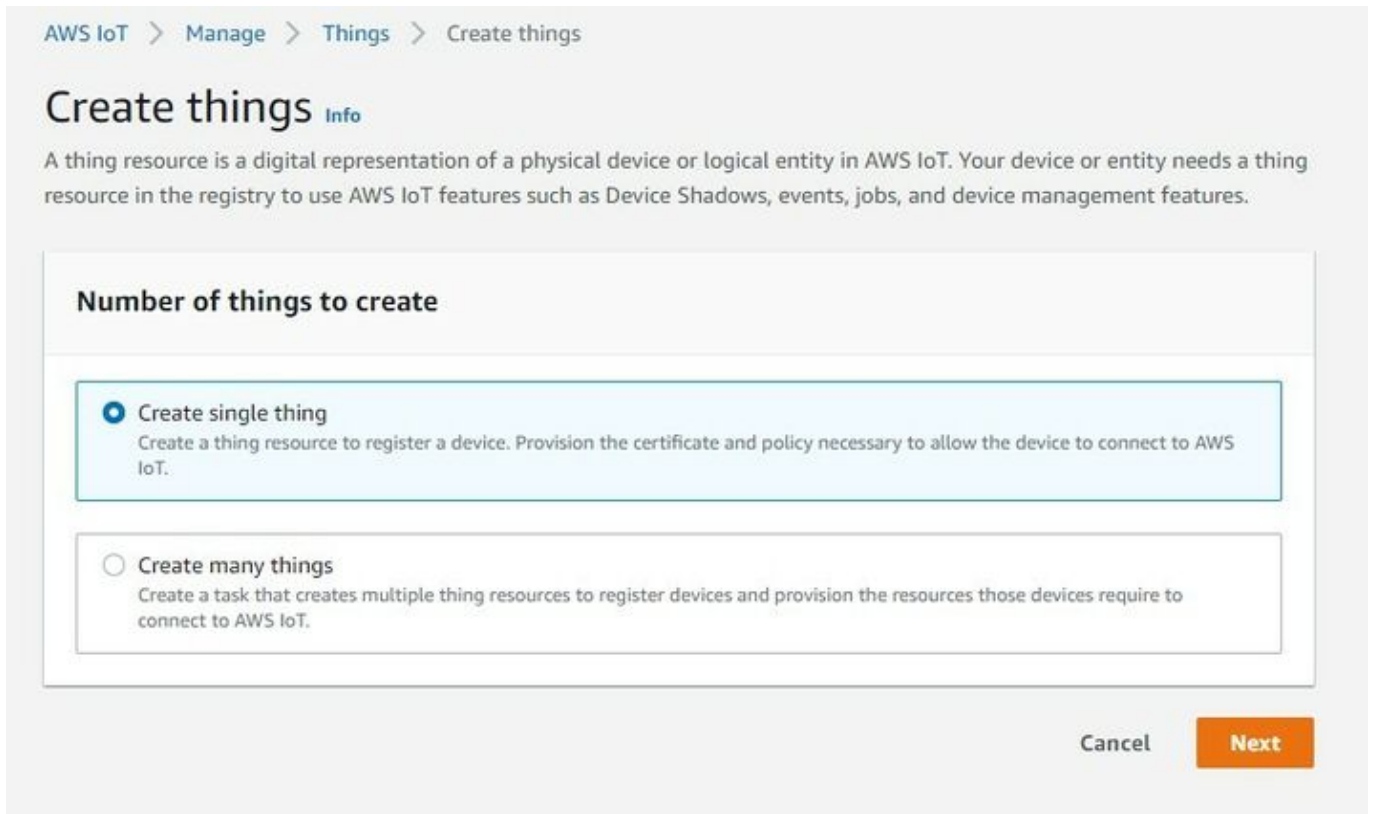 AWS IoT > Manage > Things > Create things
Create things Info
A thing resource is a digital representation of a physical device or logical entity in AWS IoT. Your device or entity needs a thing
resource in the registry to use AWS IoT features such as Device Shadows, events, jobs, and device management features.
Number of things to create
Create single thing
Create a thing resource to register a device. Provision the certificate and policy necessary to allow the device to connect to AWS
IoT.
Create many things
Create a task that creates multiple thing resources to register devices and provision the resources those devices require to
connect to AWS IoT.
Cancel Next